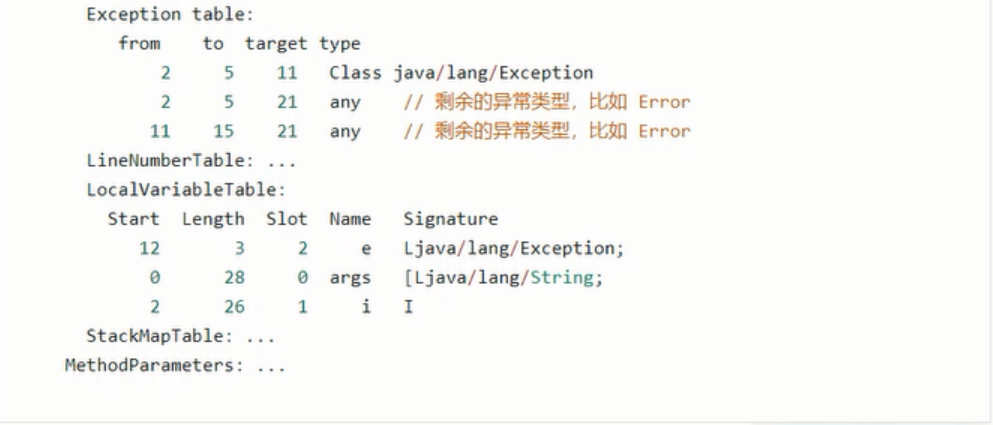 Exception table:
from to target type
2 5 11 Class java/lang/Exception
2 5 21 any // 剩余的异常类型，比如 Error
11 15 21 any // 剩余的异常类型，比如 Error
LineNumberTable: ...
LocalVariableTable:
Start Length Slot Name Signature
12 3 2 e Ljava/lang/Exception;
0 28 0 args [Ljava/lang/String;
2 26 1 i I
StackMapTable: ...
MethodParameters: ...